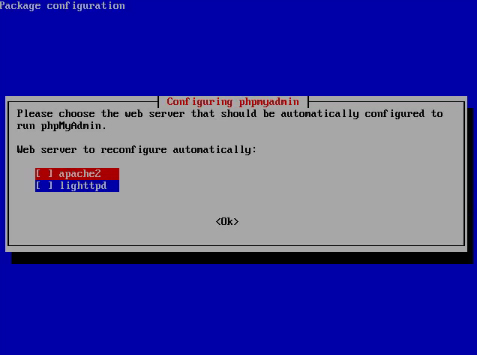 Package configuration
Configuring phpmyadmin
Please choose the web server that should be automatically configured to
run phpMyAdmin.
Web server to reconfigure automatically:
[ ] apache2
[ ] lighttpd
<Ok>